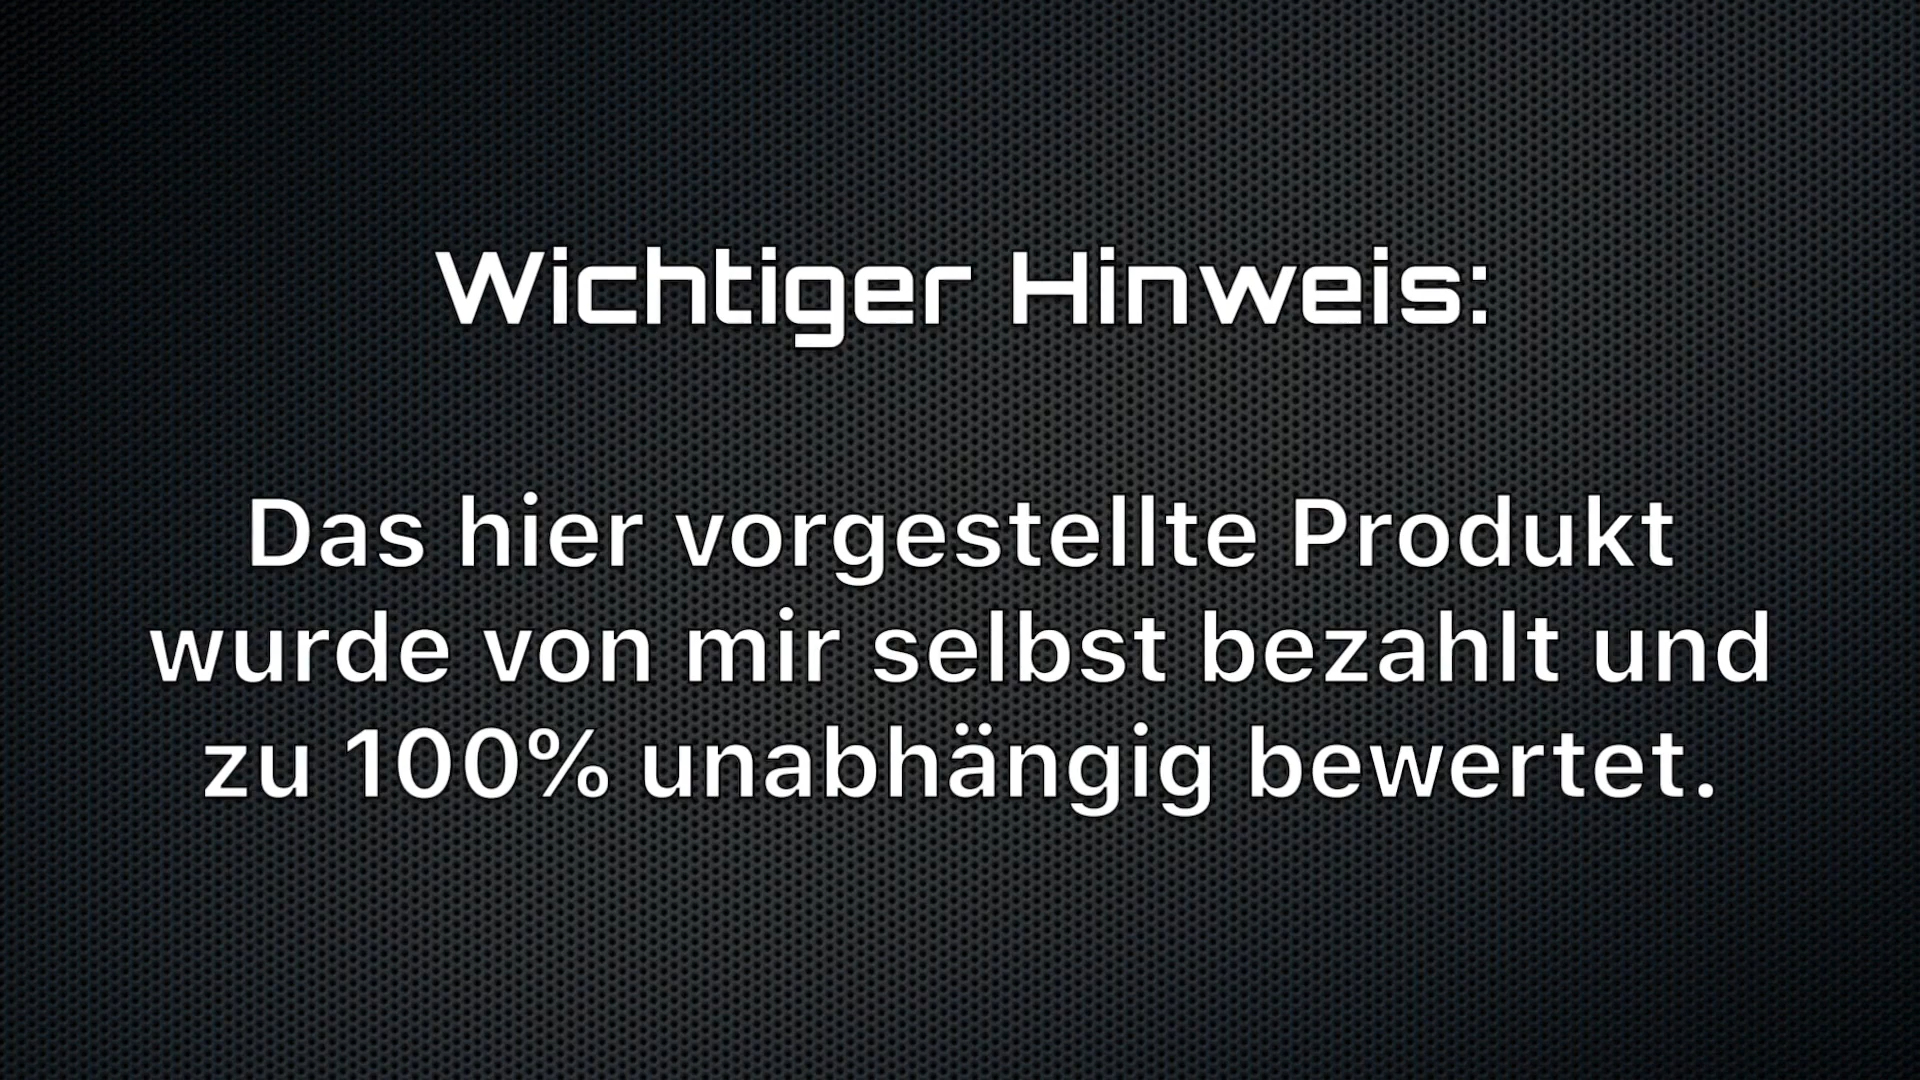 Wichtiger Hinweis:
Das hier vorgestellte Produkt
wurde von mir selbst bezahlt und
zu 100% unabhängig bewertet.